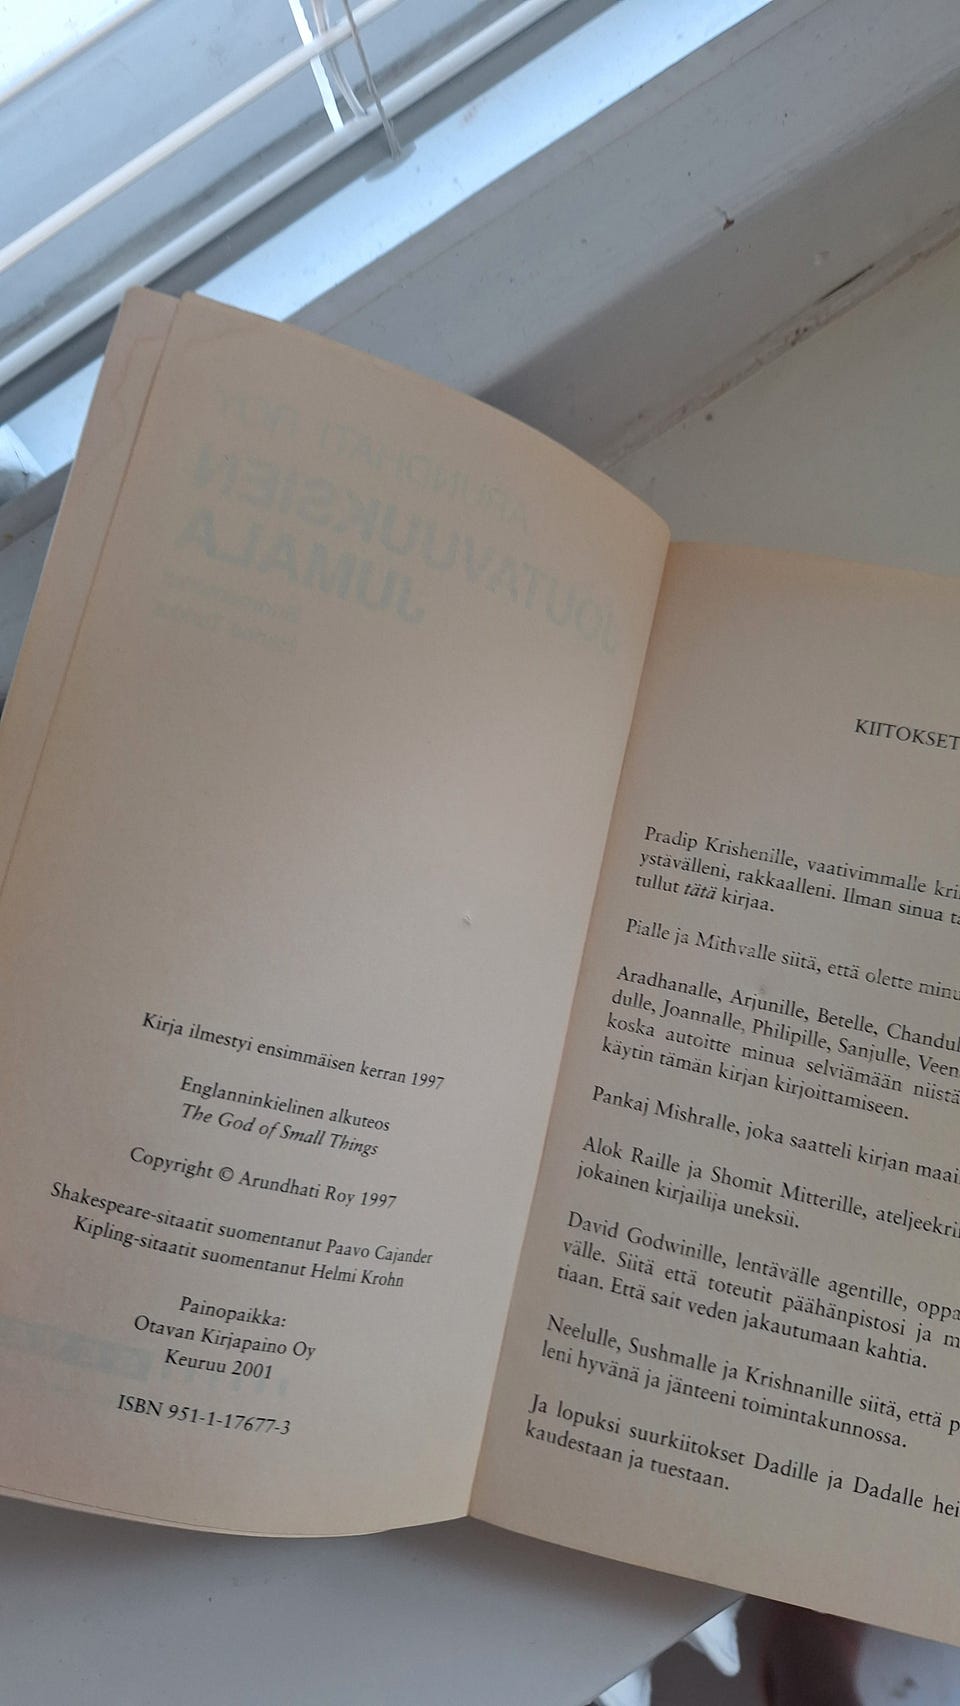 ARUNDHATI ROY
JOUTAVUUKSIEN
JUMALA
Kirja ilmestyi ensimmäisen kerran 1997
Englanninkielinen alkuteos
The God of Small Things
Copyright © Arundhati Roy 1997
Shakespeare-sitaatit suomentanut Paavo Cajander
Kipling-sitaatit suomentanut Helmi Krohn
Painopaikka:
Otavan Kirjapaino Oy
Keuruu 2001
ISBN 951-1-17677-3
KIITOKSET
Pradip Krishenille, vaativimmalle
ystävälleni, rakkaalleni. Ilman sinua
tullut tätä kirjaa.
Pialle ja Mithvalle siitä, että olette
Aradhanalle, Arjunille, Betelle,
dulle, Joannalle, Philipille, Sanjulle,
koska autoitte minua selviämään niistä
käytin tämän kirjan kirjoittamiseen.
Pankaj Mishralle, joka saatteli kirjan
Alok Raille ja Shomit Mitterille,
jokainen kirjailija uneksii.
David Godwinille, lentävälle agentille,
välle. Siitä että toteutit päähänpistosi ja
tiaan. Että sait veden jakautumaan kahtia.
Neelulle, Sushmalle ja Krishnanille siitä, että
leni hyvänä ja jänteeni toimintakunnossa.
Ja lopuksi suurkiitokset Dadille ja Dadalle
kaudestaan ja tuestaan.